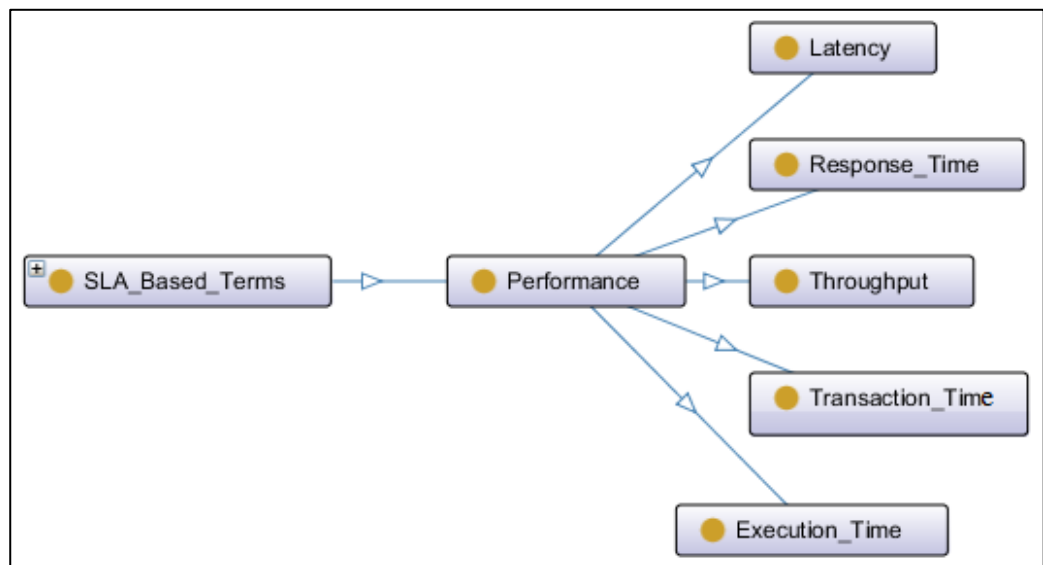 Latency
Response_Time
SLA_Based_Terms
Performance
Throughput
Transaction_Time
Execution_Time